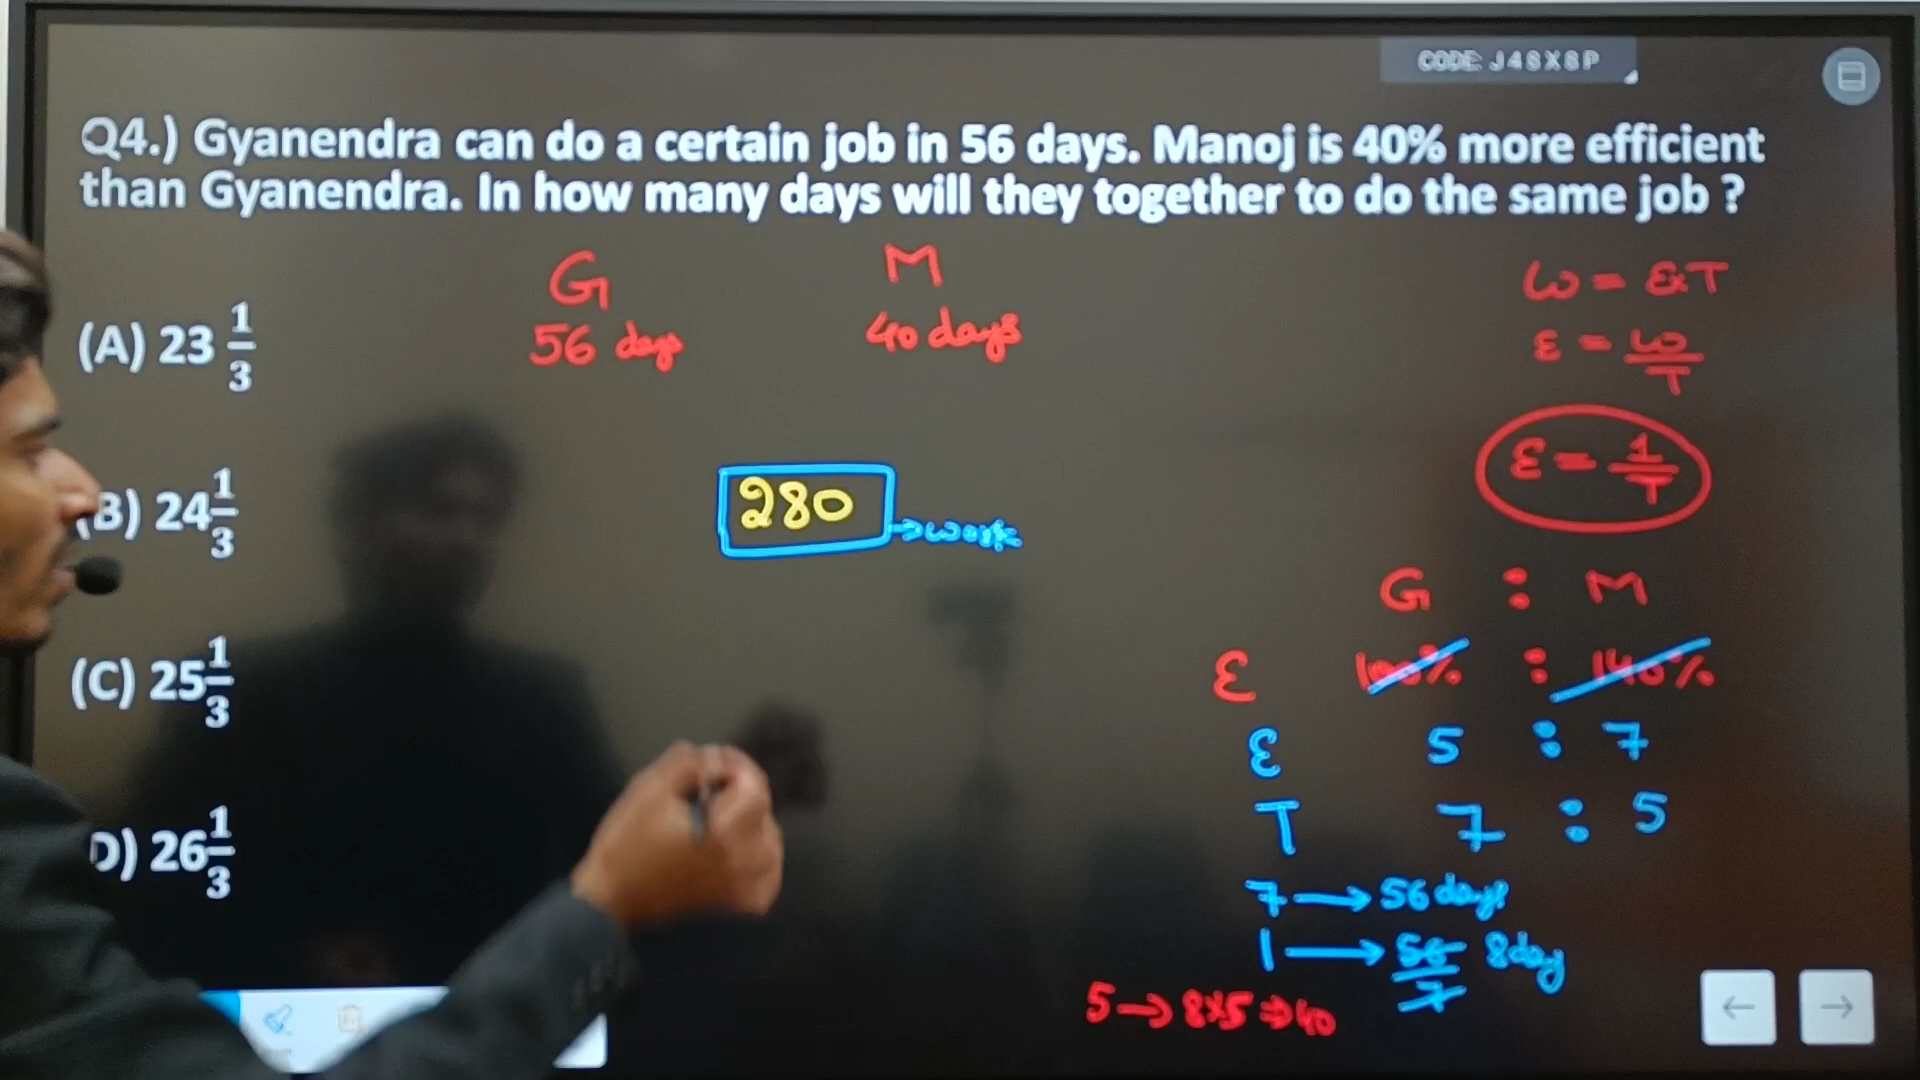 CODE: J48X8P
Q4.) Gyanendra can do a certain job in 56 days. Manoj is 40% more efficient
than Gyanendra. In how many days will they together to do the same job ?
G M
56 days 40 days
(A) 23 1/3
(B) 24 1/3
(C) 25 1/3
D) 26 1/3
280 → work
ω = Ɛ×T
Ɛ = ω/T
Ɛ = 1/T
G : M
Ɛ 100% : 140%
Ɛ 5 : 7
T 7 : 5
7 → 56 days
1 → 56/7 8day
5 → 8×5 ⇒ 40